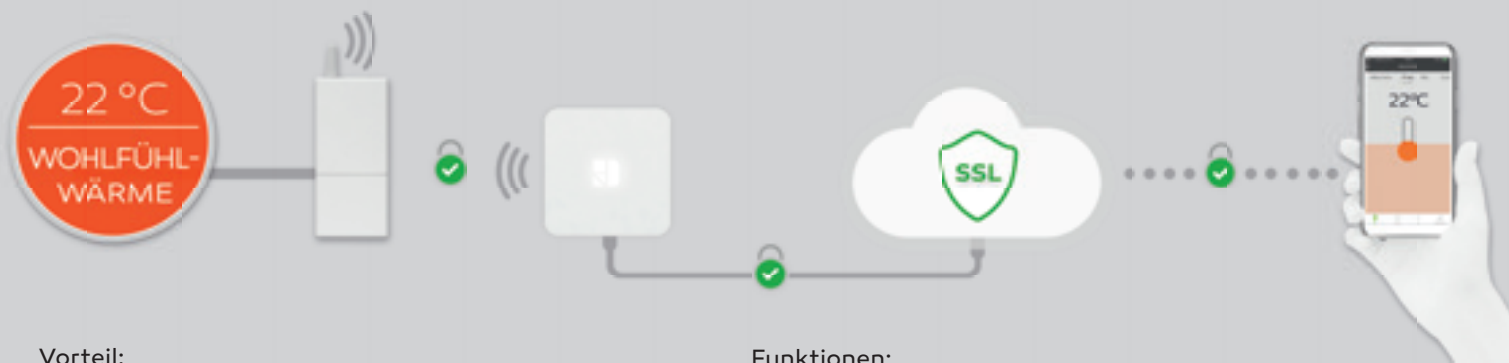 22 °C
WOHLFÜHL-
WÄRME
SSL
22°C
Vorteil:
Funktionen: